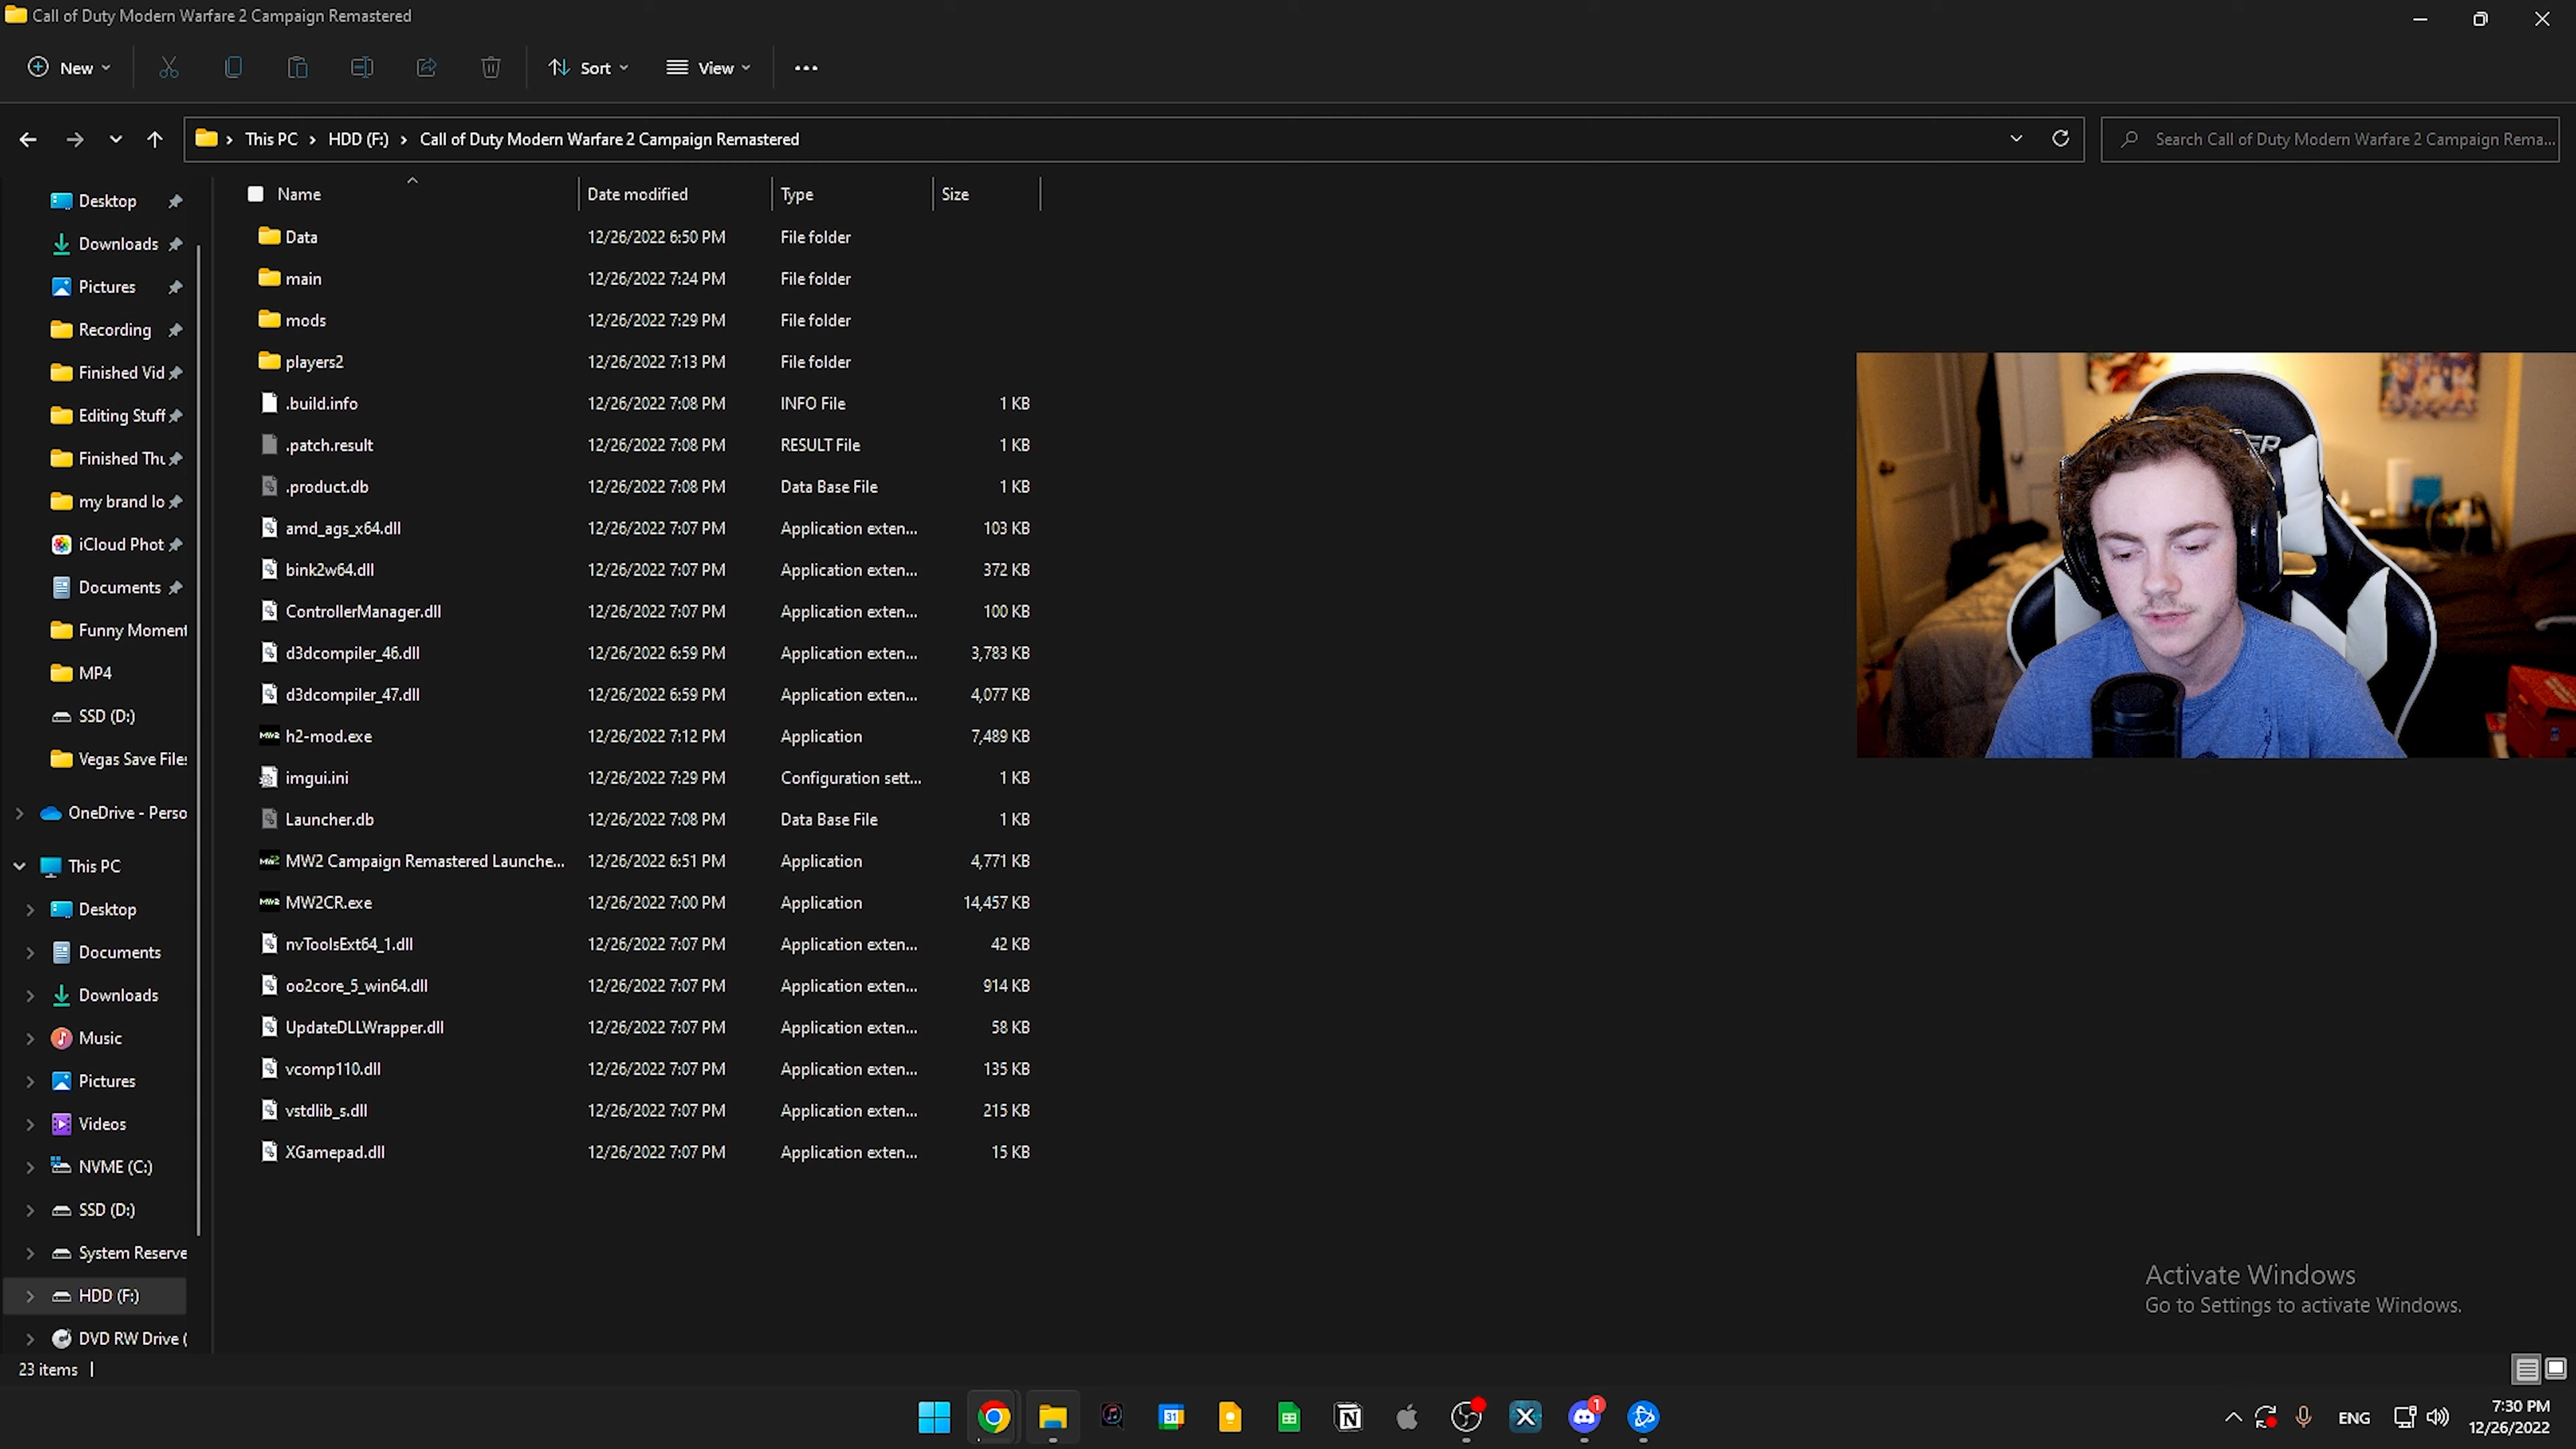 Call of Duty Modern Warfare 2 Campaign Remastered
New
Sort
View
This PC > HDD (F:) > Call of Duty Modern Warfare 2 Campaign Remastered
Search Call of Duty Modern Warfare 2 Campaign Rema...
Desktop
Downloads
Pictures
Recording
Finished Vid
Editing Stuff
Finished Thu
my brand lo
iCloud Phot
Documents
Funny Moment
MP4
SSD (D:)
Vegas Save Files
OneDrive - Perso
This PC
Desktop
Documents
Downloads
Music
Pictures
Videos
NVME (C:)
SSD (D:)
System Reserve
HDD (F:)
DVD RW Drive (
Name Date modified Type Size
Data 12/26/2022 6:50 PM File folder
main 12/26/2022 7:24 PM File folder
mods 12/26/2022 7:29 PM File folder
players2 12/26/2022 7:13 PM File folder
.build.info 12/26/2022 7:08 PM INFO File 1 KB
.patch.result 12/26/2022 7:08 PM RESULT File 1 KB
.product.db 12/26/2022 7:08 PM Data Base File 1 KB
amd_ags_x64.dll 12/26/2022 7:07 PM Application exten... 103 KB
bink2w64.dll 12/26/2022 7:07 PM Application exten... 372 KB
ControllerManager.dll 12/26/2022 7:07 PM Application exten... 100 KB
d3dcompiler_46.dll 12/26/2022 6:59 PM Application exten... 3,783 KB
d3dcompiler_47.dll 12/26/2022 6:59 PM Application exten... 4,077 KB
h2-mod.exe 12/26/2022 7:12 PM Application 7,489 KB
imgui.ini 12/26/2022 7:29 PM Configuration sett... 1 KB
Launcher.db 12/26/2022 7:08 PM Data Base File 1 KB
MW2 Campaign Remastered Launche... 12/26/2022 6:51 PM Application 4,771 KB
MW2CR.exe 12/26/2022 7:00 PM Application 14,457 KB
nvToolsExt64_1.dll 12/26/2022 7:07 PM Application exten... 42 KB
oo2core_5_win64.dll 12/26/2022 7:07 PM Application exten... 914 KB
UpdateDLLWrapper.dll 12/26/2022 7:07 PM Application exten... 58 KB
vcomp110.dll 12/26/2022 7:07 PM Application exten... 135 KB
vstdlib_s.dll 12/26/2022 7:07 PM Application exten... 215 KB
XGamepad.dll 12/26/2022 7:07 PM Application exten... 15 KB
Activate Windows
Go to Settings to activate Windows.
23 items
31
1
ENG
7:30 PM
12/26/2022